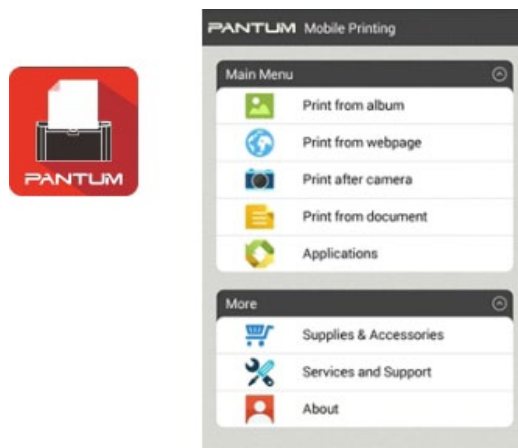 PANTUM
PANTUM Mobile Printing
Main Menu
Print from album
Print from webpage
Print after camera
Print from document
Applications
More
Supplies & Accessories
Services and Support
About